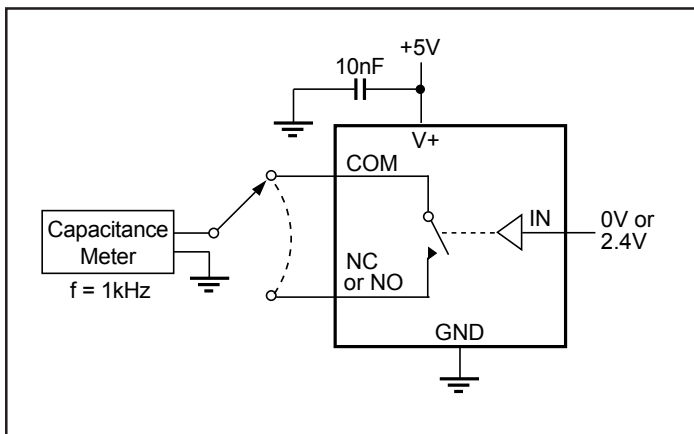 +5V
10nF
V+
COM
Capacitance
Meter
f = 1kHz
IN
0V or
2.4V
NC
or NO
GND